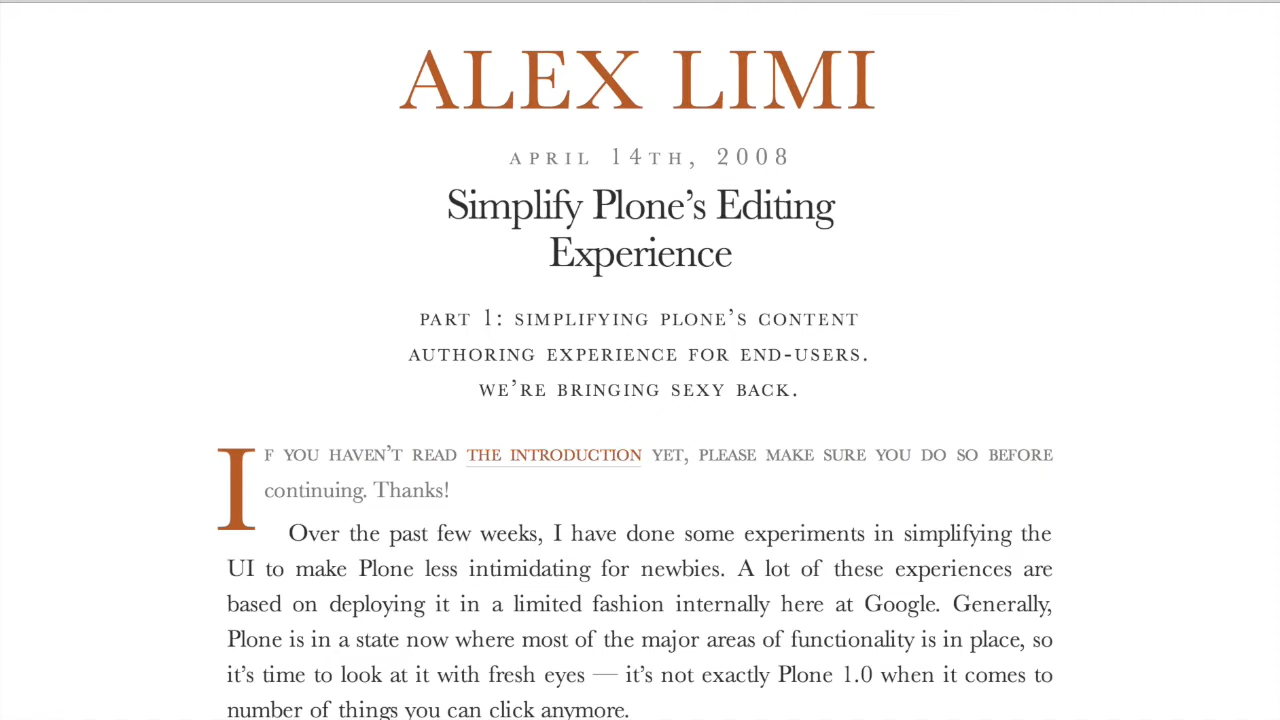 ALEX LIMI
APRIL 14TH, 2008
Simplify Plone’s Editing
Experience
PART 1: SIMPLIFYING PLONE’S CONTENT
AUTHORING EXPERIENCE FOR END-USERS.
WE’RE BRINGING SEXY BACK.
IF YOU HAVEN’T READ THE INTRODUCTION YET, PLEASE MAKE SURE YOU DO SO BEFORE
continuing. Thanks!
Over the past few weeks, I have done some experiments in simplifying the
UI to make Plone less intimidating for newbies. A lot of these experiences are
based on deploying it in a limited fashion internally here at Google. Generally,
Plone is in a state now where most of the major areas of functionality is in place, so
it’s time to look at it with fresh eyes — it’s not exactly Plone 1.0 when it comes to
number of things you can click anymore.